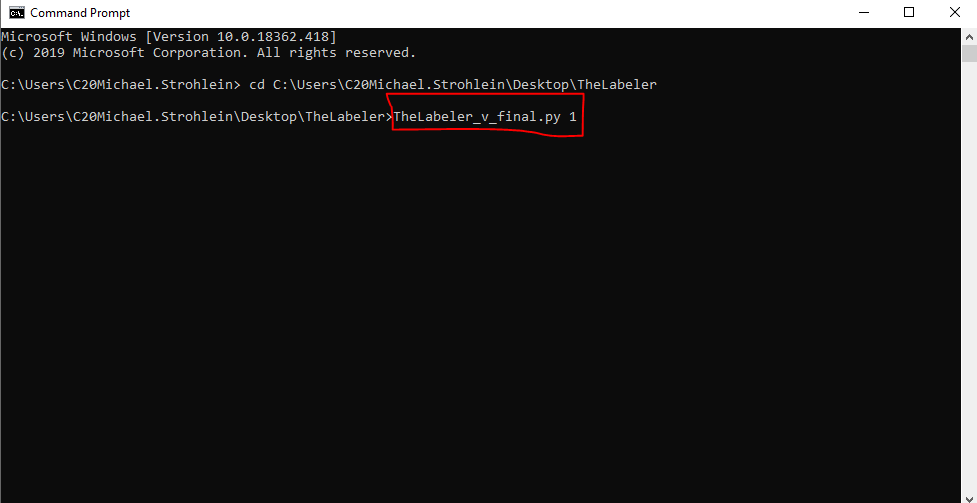 Command Prompt
Microsoft Windows [Version 10.0.18362.418]
(c) 2019 Microsoft Corporation. All rights reserved.
C:\Users\C20Michael.Strohlein> cd C:\Users\C20Michael.Strohlein\Desktop\TheLabeler
C:\Users\C20Michael.Strohlein\Desktop\TheLabeler>TheLabeler_v_final.py 1